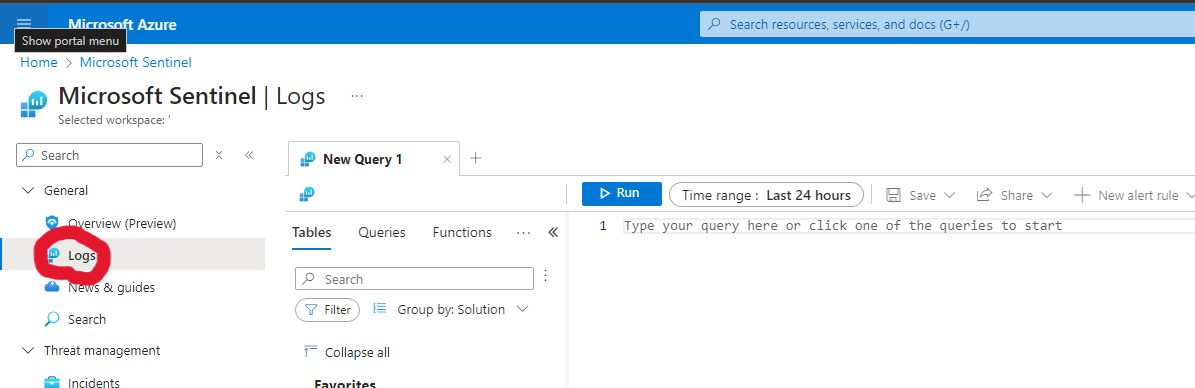 Microsoft Azure
Search resources, services, and docs (G+/)
Show portal menu
Home > Microsoft Sentinel
Microsoft Sentinel | Logs ...
Selected workspace: '
Search
General
Overview (Preview)
Logs
News & guides
Search
Threat management
Incidents
New Query 1
Run
Time range : Last 24 hours
Save
Share
New alert rule
Tables
Queries
Functions
...
Search
Filter
Group by: Solution
Collapse all
Favorites
1 Type your query here or click one of the queries to start